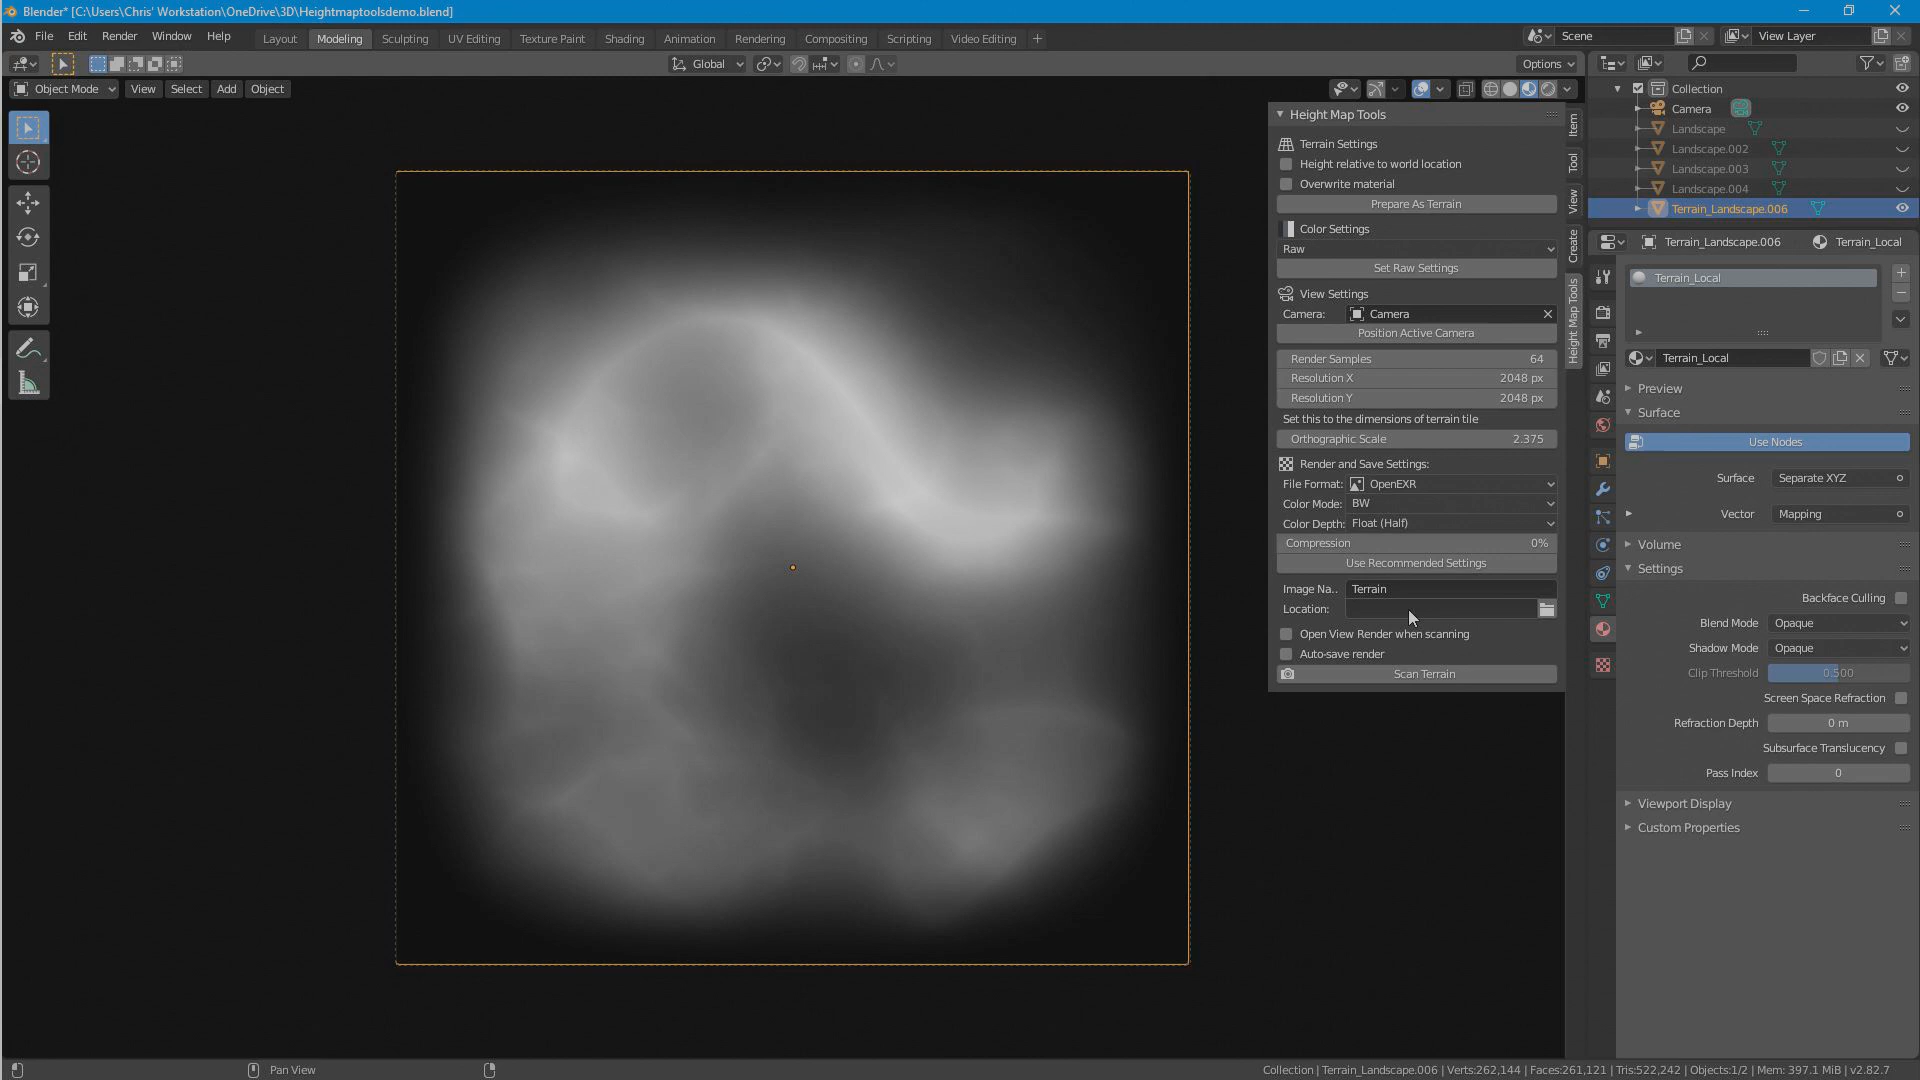 Blender* [C:\Users\Chris' Workstation\OneDrive\3D\Heightmaptoolsdemo.blend]
File Edit Render Window Help Layout Modeling Sculpting UV Editing Texture Paint Shading Animation Rendering Compositing Scripting Video Editing + Scene View Layer
Global Options
Object Mode View Select Add Object
Height Map Tools
Terrain Settings
Height relative to world location
Overwrite material
Prepare As Terrain
Color Settings
Raw
Set Raw Settings
View Settings
Camera: Camera
Position Active Camera
Render Samples 64
Resolution X 2048 px
Resolution Y 2048 px
Set this to the dimensions of terrain tile
Orthographic Scale 2.375
Render and Save Settings:
File Format: OpenEXR
Color Mode: BW
Color Depth: Float (Half)
Compression 0%
Use Recommended Settings
Image Na.. Terrain
Location:
Open View Render when scanning
Auto-save render
Scan Terrain
Item
Tool
View
Create
Height Map Tools
Collection
Camera
Landscape
Landscape.002
Landscape.003
Landscape.004
Terrain_Landscape.006
Terrain_Landscape.006 Terrain_Local
Terrain_Local
Terrain_Local
Preview
Surface
Use Nodes
Surface Separate XYZ
Vector Mapping
Volume
Settings
Backface Culling
Blend Mode Opaque
Shadow Mode Opaque
Clip Threshold 0.500
Screen Space Refraction
Refraction Depth 0 m
Subsurface Translucency
Pass Index 0
Viewport Display
Custom Properties
Pan View
Collection | Terrain_Landscape.006 | Verts:262,144 | Faces:261,121 | Tris:522,242 | Objects:1/2 | Mem: 397.1 MiB | v2.82.7